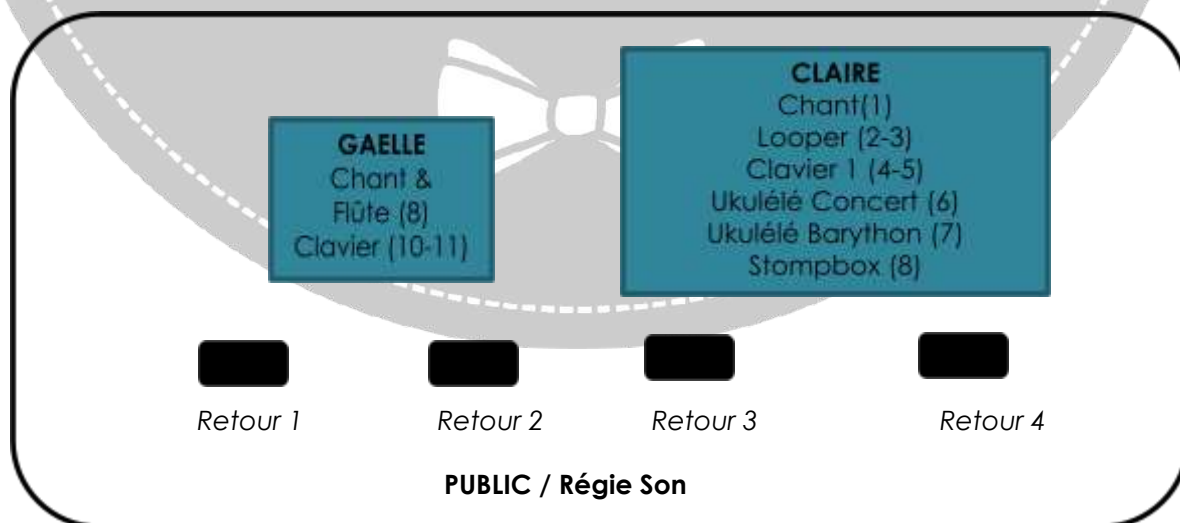 GAELLE
Chant &
Flûte (8)
Clavier (10-11)
CLAIRE
Chant(1)
Looper (2-3)
Clavier 1 (4-5)
Ukulélé Concert (6)
Ukulélé Barython (7)
Stompbox (8)
Retour 1
Retour 2
Retour 3
Retour 4
PUBLIC / Régie Son